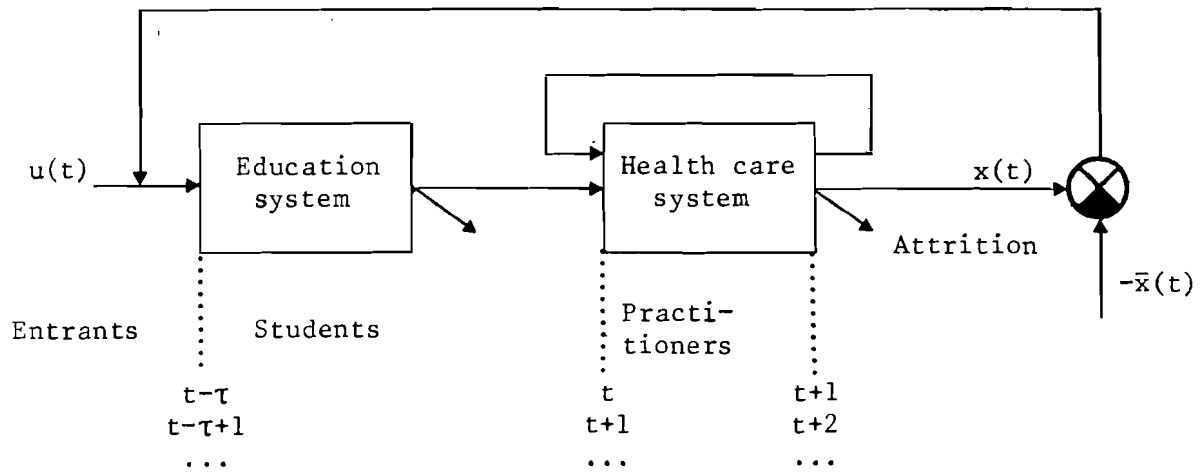 u(t)
Education
system
Health care
system
x(t)
Attrition
-x̄(t)
Entrants
Students
Practi-
tioners
t-τ
t
t+1
t-τ+1
t+1
t+2
...
...
...